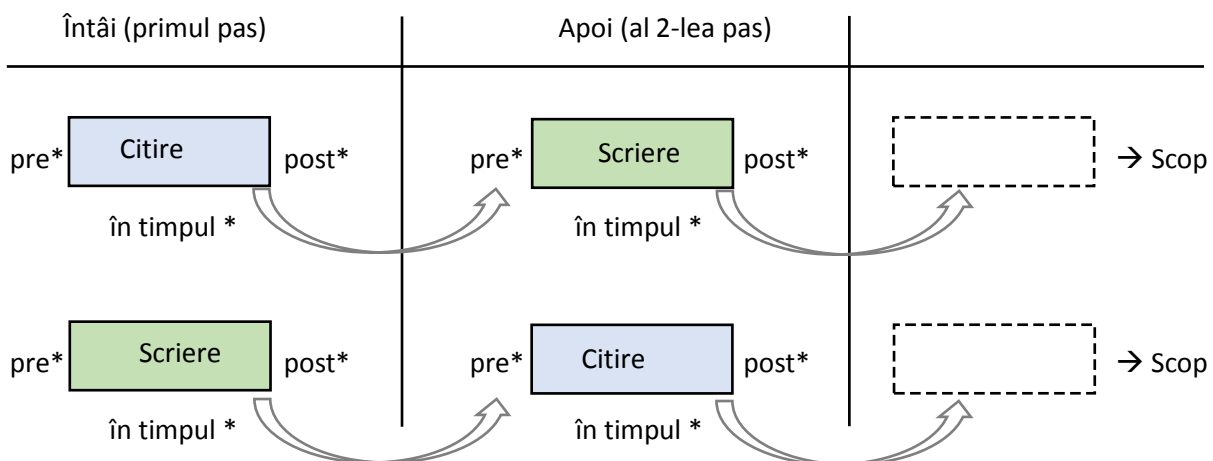 Întâi (primul pas) Apoi (al 2-lea pas)
pre* Citire post* pre* Scriere post* → Scop
în timpul * în timpul *
pre* Scriere post* pre* Citire post* → Scop
în timpul * în timpul *